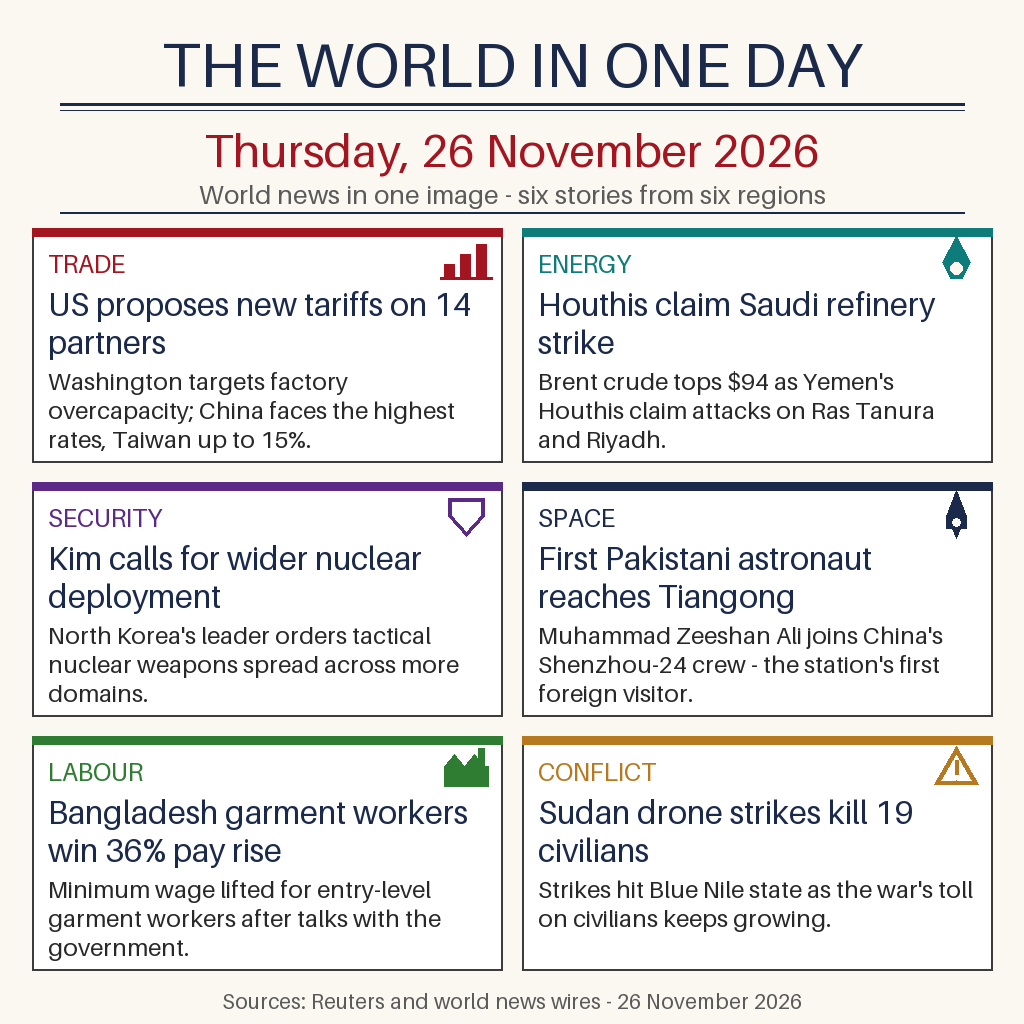 THE WORLD IN ONE DAY
Thursday, 26 November 2026
World news in one image - six stories from six regions
TRADE
US proposes new tariffs on 14
partners
Washington targets factory
overcapacity; China faces the highest
rates, Taiwan up to 15%.
ENERGY
Houthis claim Saudi refinery
strike
Brent crude tops $94 as Yemen's
Houthis claim attacks on Ras Tanura
and Riyadh.
SECURITY
Kim calls for wider nuclear
deployment
North Korea's leader orders tactical
nuclear weapons spread across more
domains.
SPACE
First Pakistani astronaut
reaches Tiangong
Muhammad Zeeshan Ali joins China's
Shenzhou-24 crew - the station's first
foreign visitor.
LABOUR
Bangladesh garment workers
win 36% pay rise
Minimum wage lifted for entry-level
garment workers after talks with the
government.
CONFLICT
Sudan drone strikes kill 19
civilians
Strikes hit Blue Nile state as the war's toll
on civilians keeps growing.
Sources: Reuters and world news wires - 26 November 2026